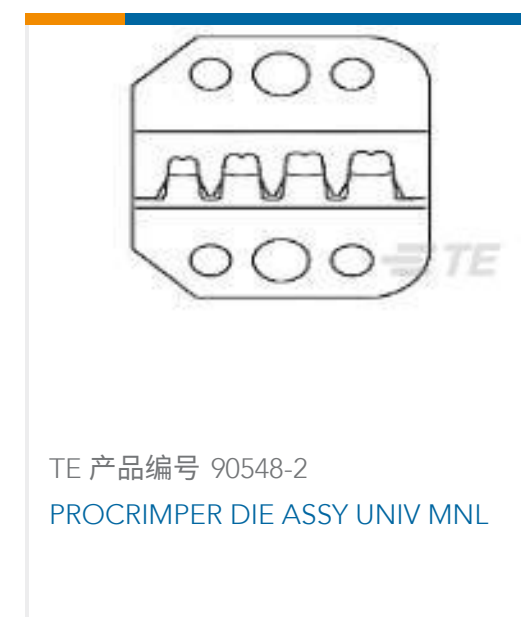 TE
TE 产品编号 90548-2
PROCRIMPER DIE ASSY UNIV MNL